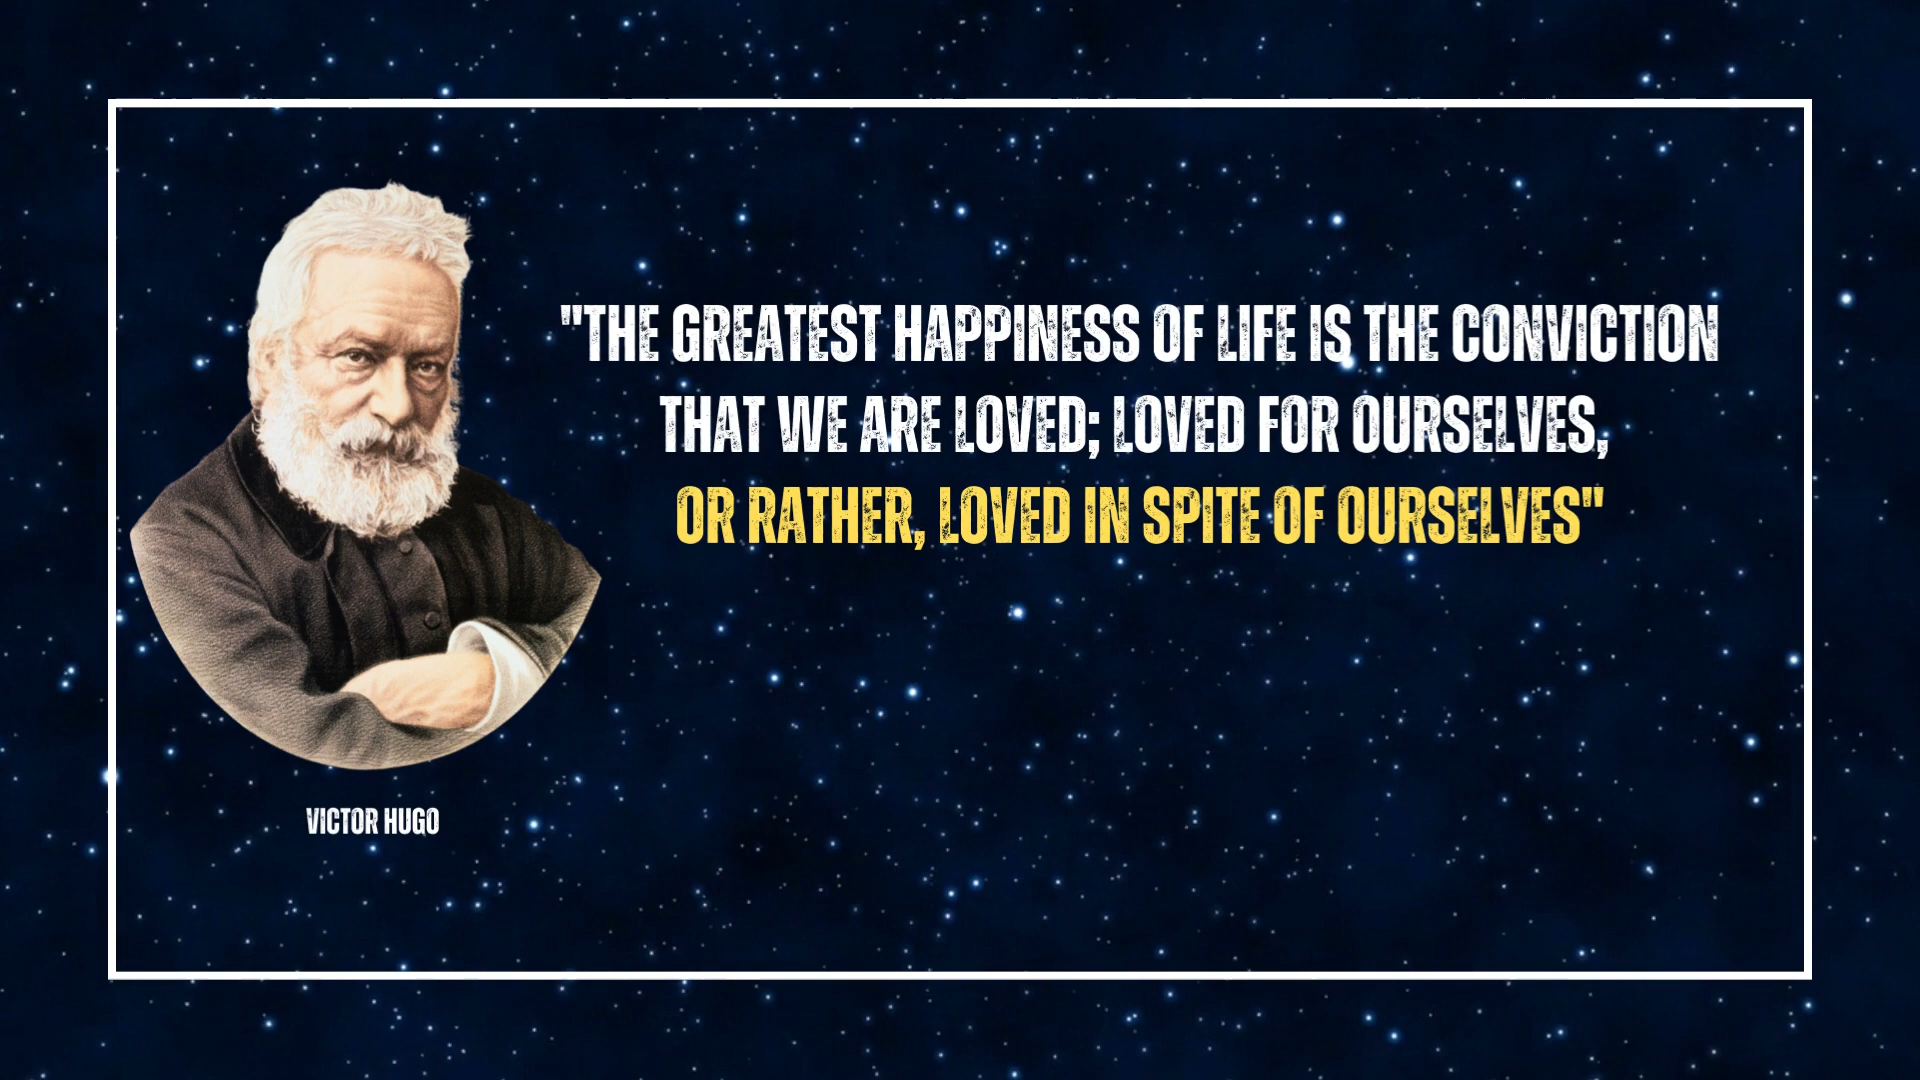 "THE GREATEST HAPPINESS OF LIFE IS THE CONVICTION
THAT WE ARE LOVED; LOVED FOR OURSELVES,
OR RATHER, LOVED IN SPITE OF OURSELVES"
VICTOR HUGO